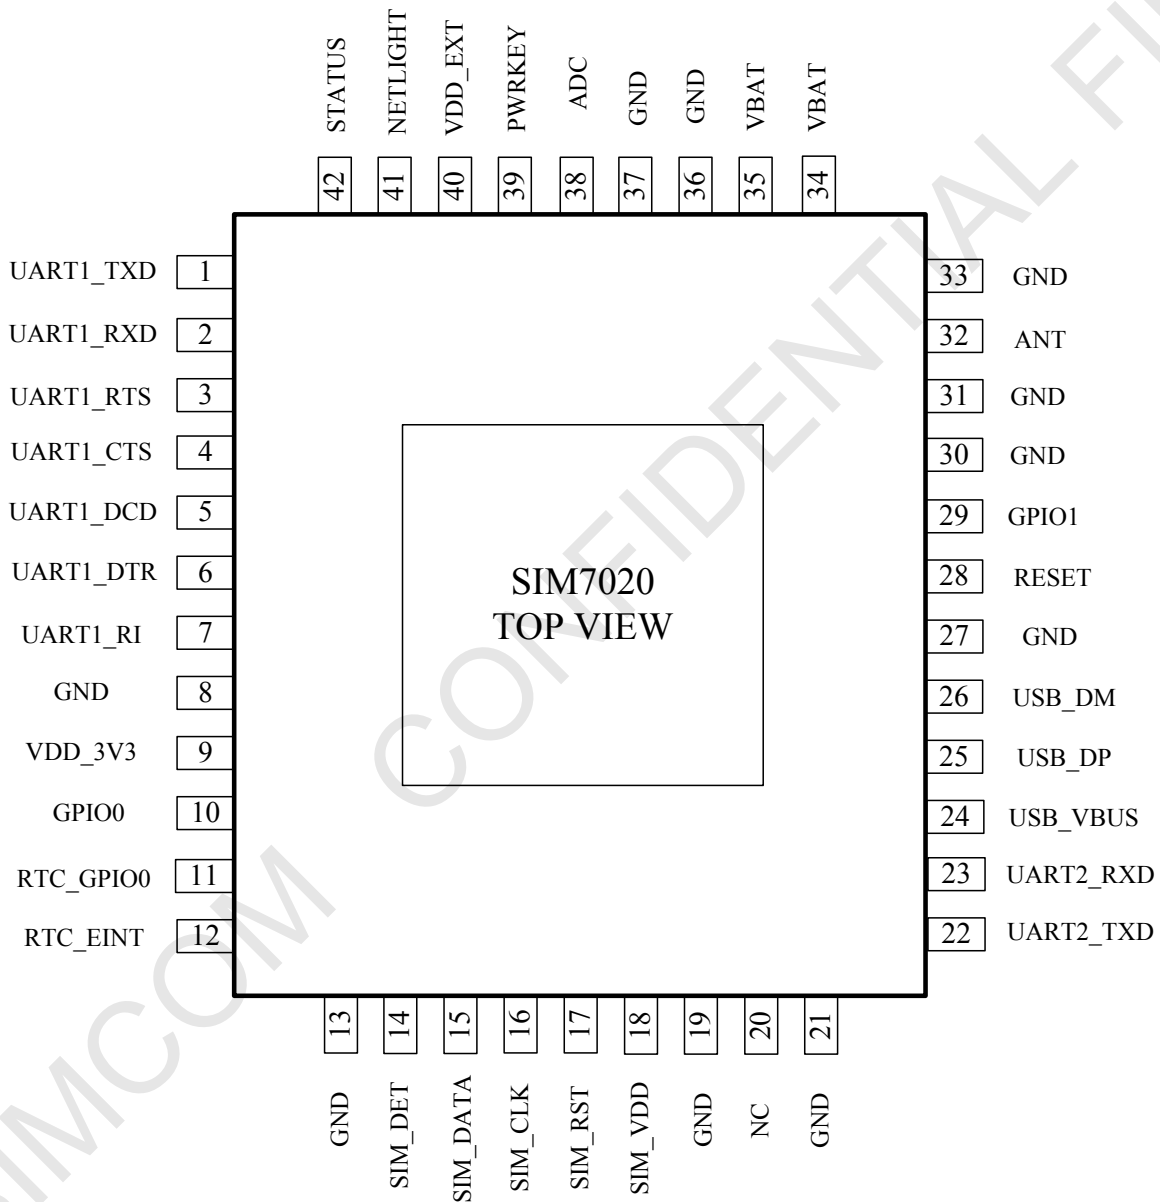 STATUS
NETLIGHT
VDD_EXT
PWRKEY
ADC
GND
GND
VBAT
VBAT
42
41
40
39
38
37
36
35
34
UART1_TXD 1
UART1_RXD 2
UART1_RTS 3
UART1_CTS 4
UART1_DCD 5
UART1_DTR 6
UART1_RI 7
GND 8
VDD_3V3 9
GPIO0 10
RTC_GPIO0 11
RTC_EINT 12
SIM7020
TOP VIEW
33 GND
32 ANT
31 GND
30 GND
29 GPIO1
28 RESET
27 GND
26 USB_DM
25 USB_DP
24 USB_VBUS
23 UART2_RXD
22 UART2_TXD
13
14
15
16
17
18
19
20
21
GND
SIM_DET
SIM_DATA
SIM_CLK
SIM_RST
SIM_VDD
GND
NC
GND
SIMCOM CONFIDENTIAL